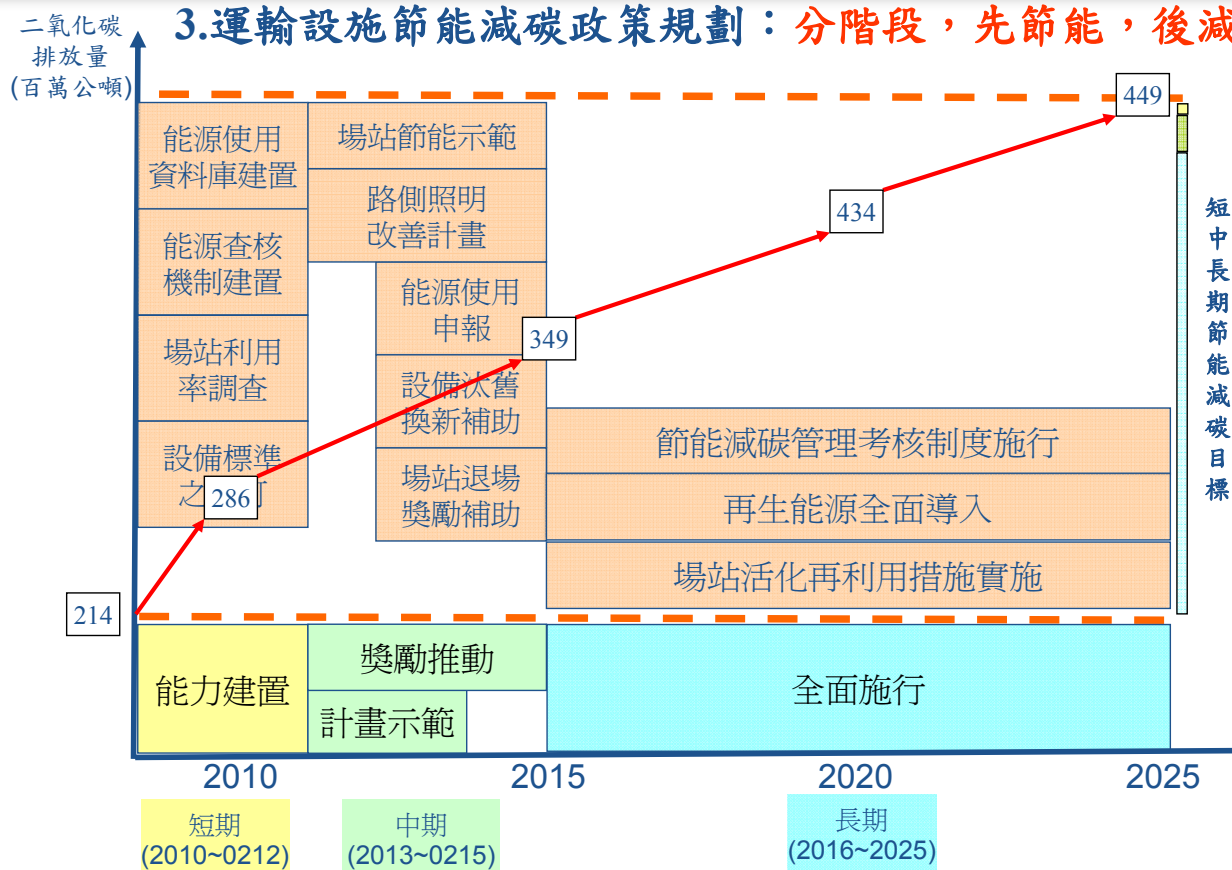 3.運輸設施節能減碳政策規劃：分階段，先節能，後減
二氧化碳
排放量
(百萬公噸)
449
能源使用
資料庫建置
場站節能示範
路側照明
改善計畫
434
能源查核
機制建置
能源使用
申報
349
場站利用
率調查
設備汰舊
換新補助
設備標準
之
286
場站退場
獎勵補助
節能減碳管理考核制度施行
再生能源全面導入
場站活化再利用措施實施
短中長期節能減碳目標
214
能力建置
獎勵推動
計畫示範
全面施行
2010
2015
2020
2025
短期
(2010~0212)
中期
(2013~0215)
長期
(2016~2025)